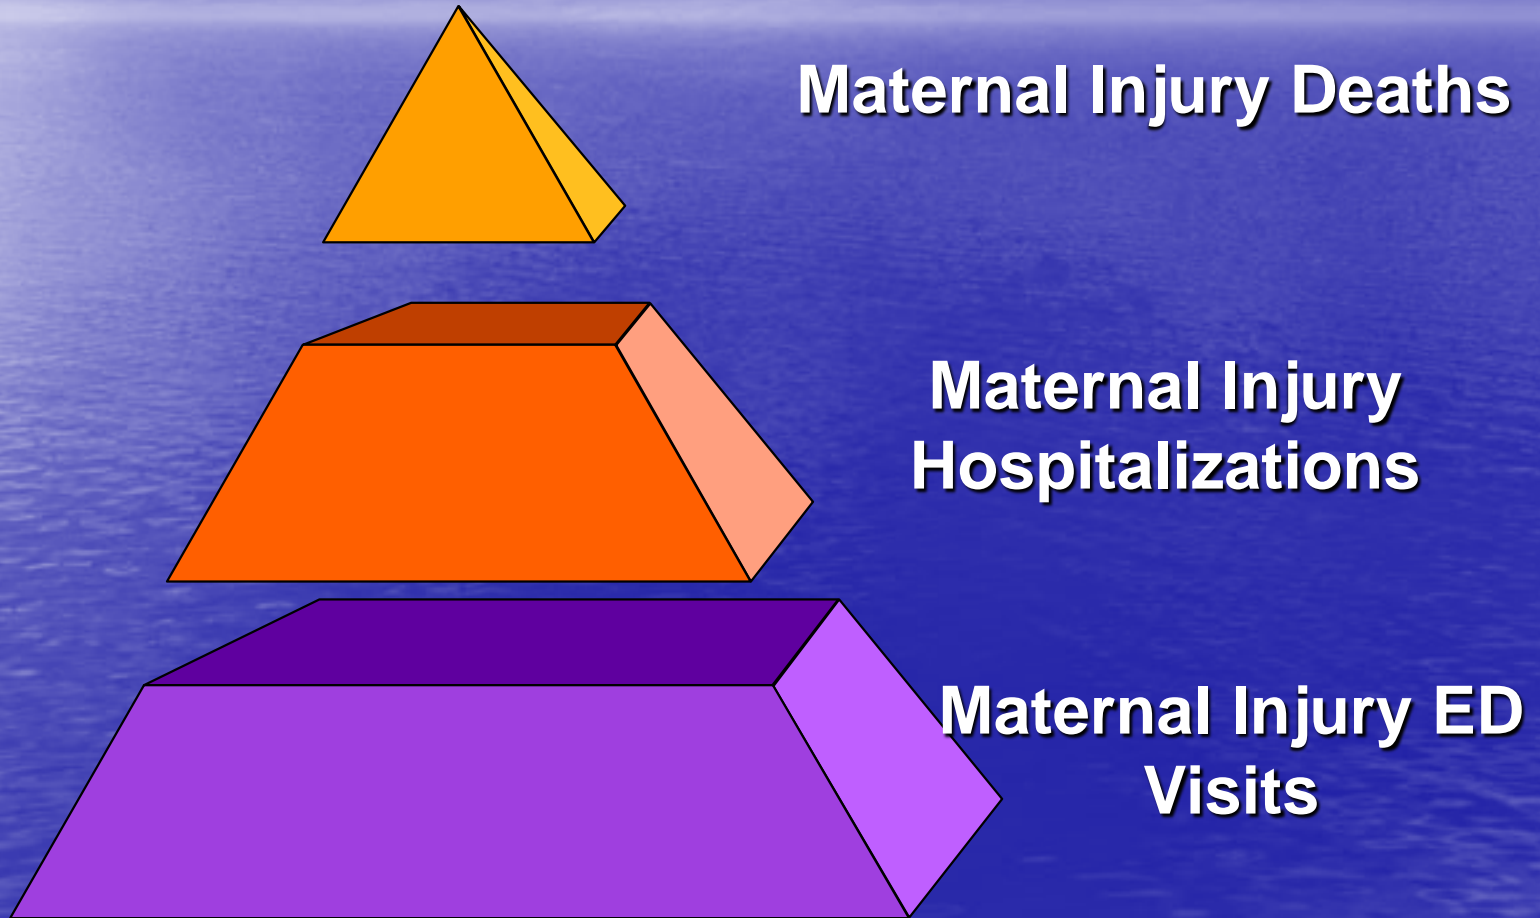 Maternal Injury Deaths
Maternal Injury
Hospitalizations
Maternal Injury ED
Visits